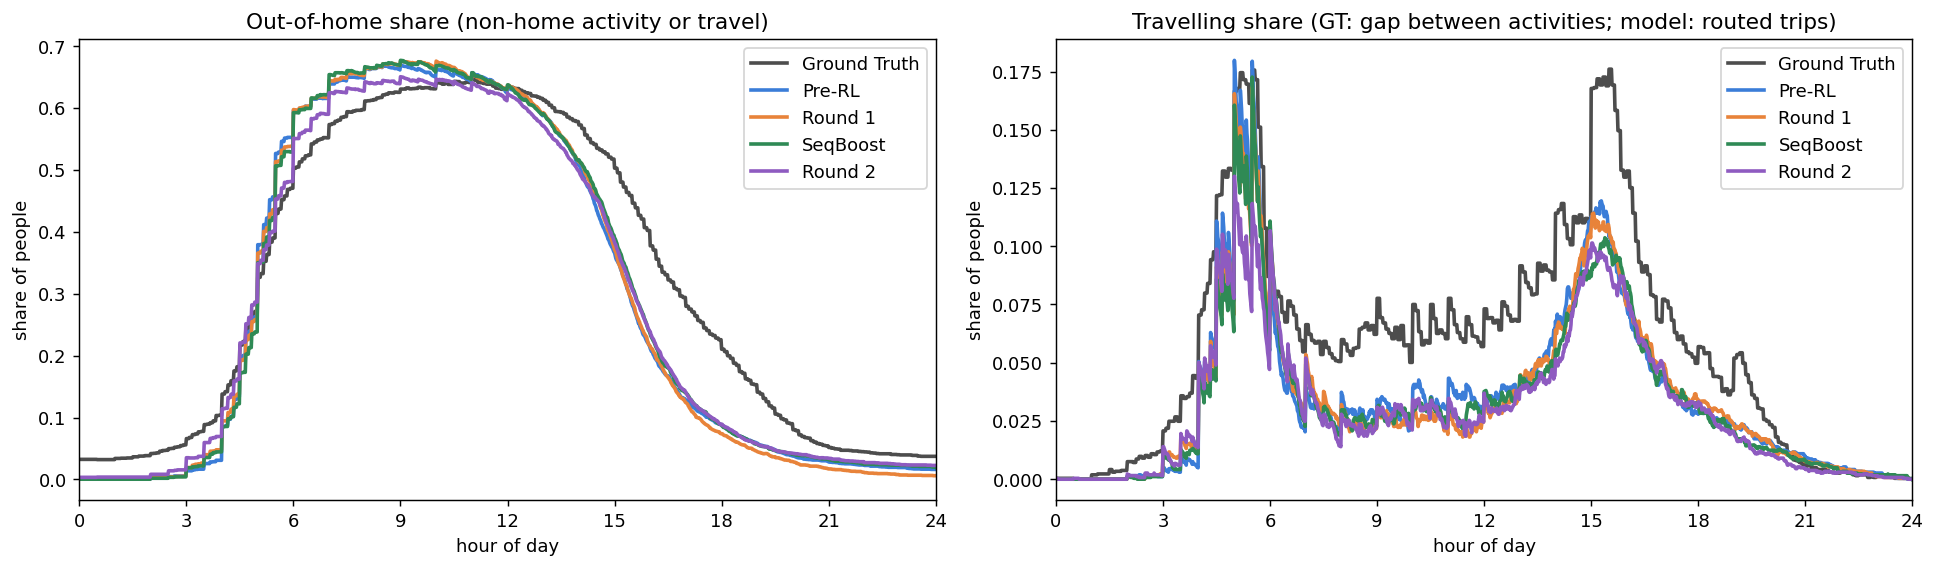 Out-of-home share (non-home activity or travel)
share of people
0.7
0.6
0.5
0.4
0.3
0.2
0.1
0.0
Ground Truth
Pre-RL
Round 1
SeqBoost
Round 2
0 3 6 9 12 15 18 21 24
hour of day
Travelling share (GT: gap between activities; model: routed trips)
share of people
0.175
0.150
0.125
0.100
0.075
0.050
0.025
0.000
Ground Truth
Pre-RL
Round 1
SeqBoost
Round 2
0 3 6 9 12 15 18 21 24
hour of day